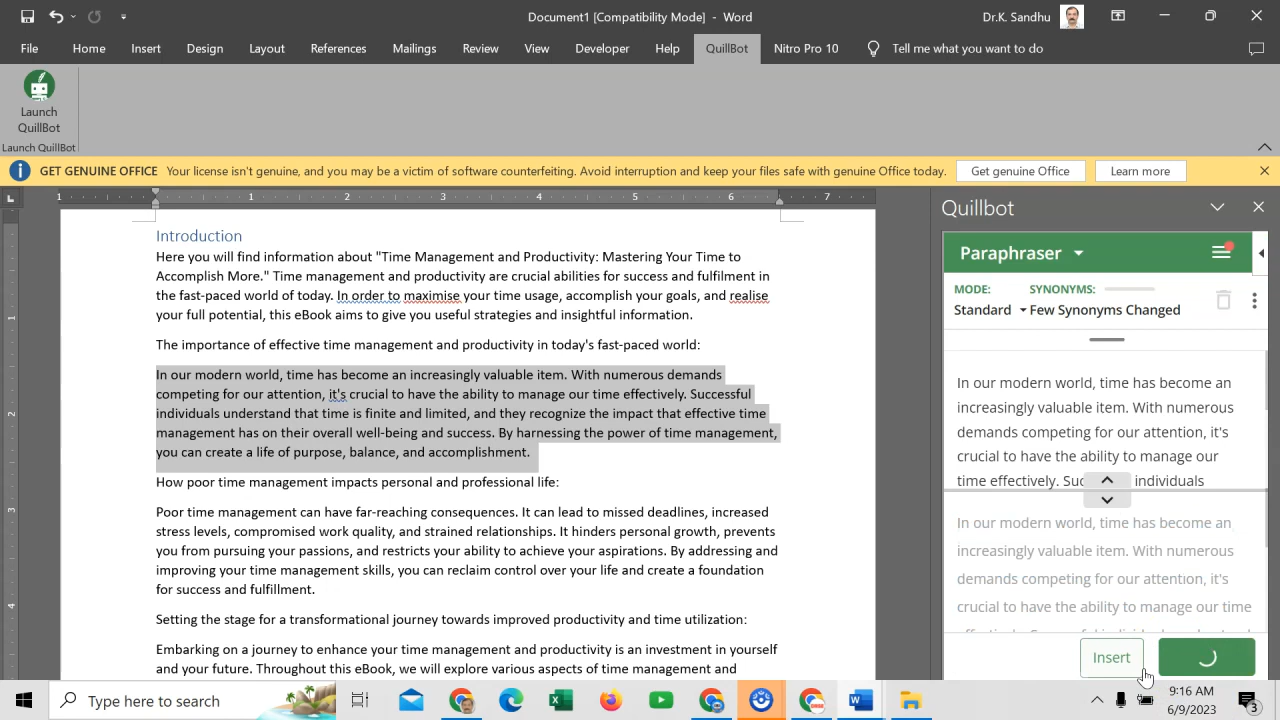 Document1 [Compatibility Mode] - Word
Dr.K. Sandhu
File Home Insert Design Layout References Mailings Review View Developer Help QuillBot Nitro Pro 10 Tell me what you want to do
Launch
QuillBot
Launch QuillBot
GET GENUINE OFFICE Your license isn't genuine, and you may be a victim of software counterfeiting. Avoid interruption and keep your files safe with genuine Office today. Get genuine Office Learn more
1 1 2 3 4 5 6 7
Introduction
Here you will find information about "Time Management and Productivity: Mastering Your Time to
Accomplish More." Time management and productivity are crucial abilities for success and fulfilment in
the fast-paced world of today. In order to maximise your time usage, accomplish your goals, and realise
your full potential, this eBook aims to give you useful strategies and insightful information.
The importance of effective time management and productivity in today's fast-paced world:
In our modern world, time has become an increasingly valuable item. With numerous demands
competing for our attention, it's crucial to have the ability to manage our time effectively. Successful
individuals understand that time is finite and limited, and they recognize the impact that effective time
management has on their overall well-being and success. By harnessing the power of time management,
you can create a life of purpose, balance, and accomplishment.
How poor time management impacts personal and professional life:
Poor time management can have far-reaching consequences. It can lead to missed deadlines, increased
stress levels, compromised work quality, and strained relationships. It hinders personal growth, prevents
you from pursuing your passions, and restricts your ability to achieve your aspirations. By addressing and
improving your time management skills, you can reclaim control over your life and create a foundation
for success and fulfillment.
Setting the stage for a transformational journey towards improved productivity and time utilization:
Embarking on a journey to enhance your time management and productivity is an investment in yourself
and your future. Throughout this eBook, we will explore various aspects of time management and
1
2
3
4
Quillbot
Paraphraser
MODE: SYNONYMS:
Standard Few Synonyms Changed
In our modern world, time has become an
increasingly valuable item. With numerous
demands competing for our attention, it's
crucial to have the ability to manage our
time effectively. individuals
In our modern world, time has become an
increasingly valuable item. With numerous
demands competing for our attention, it's
crucial to have the ability to manage our time
Insert
Type here to search
9:16 AM
6/9/2023
3